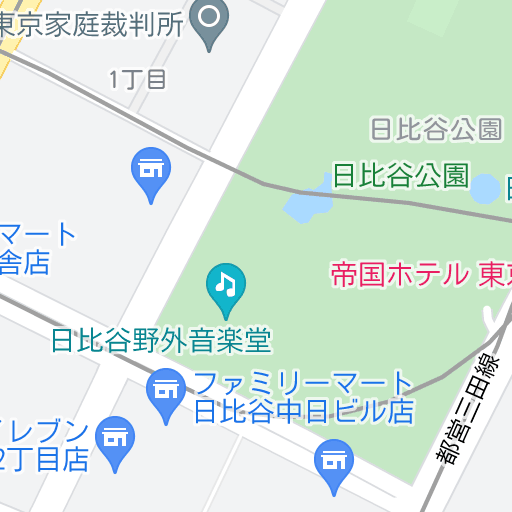 東京家庭裁判所
1丁目
日比谷公園
日比谷公園
マート
舎店
帝国ホテル 東京
日比谷野外音楽堂
ファミリーマート
日比谷中日ビル店
イレブン
2丁目店
都営三田線